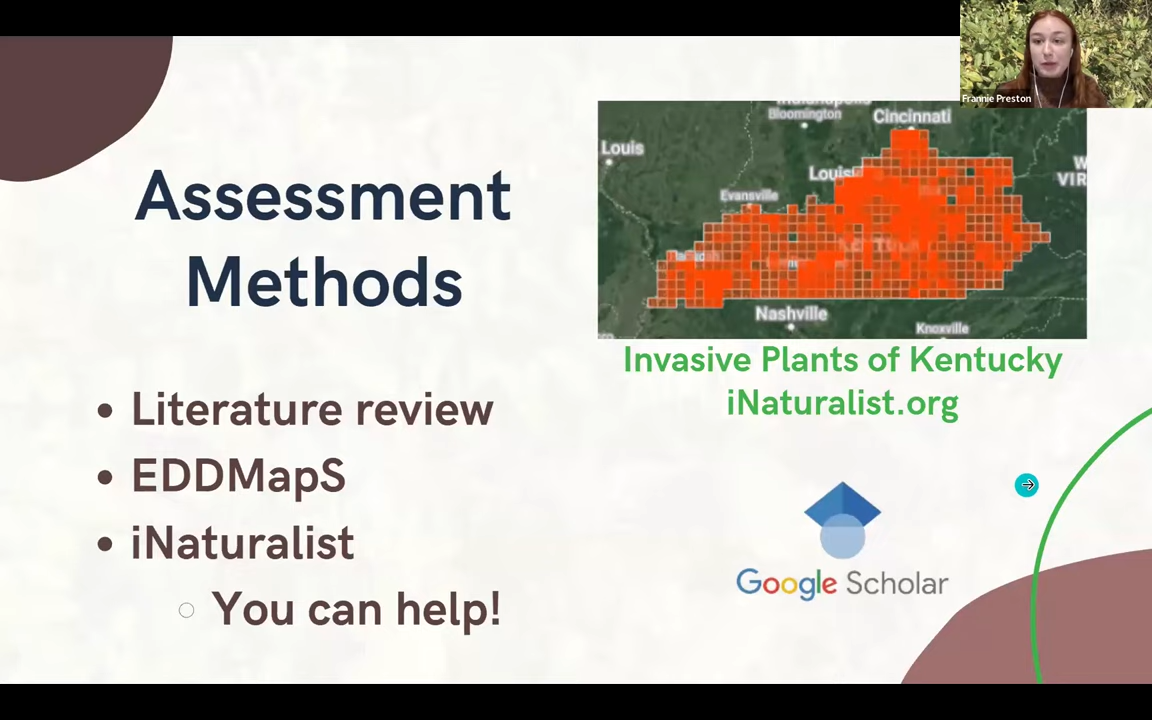 Frannie Preston
Assessment
Methods
Literature review
EDDMapS
iNaturalist
You can help!
Bloomington
Cincinnati
Louis
Evansville
Nashville
Knoxville
Invasive Plants of Kentucky
iNaturalist.org
Google Scholar